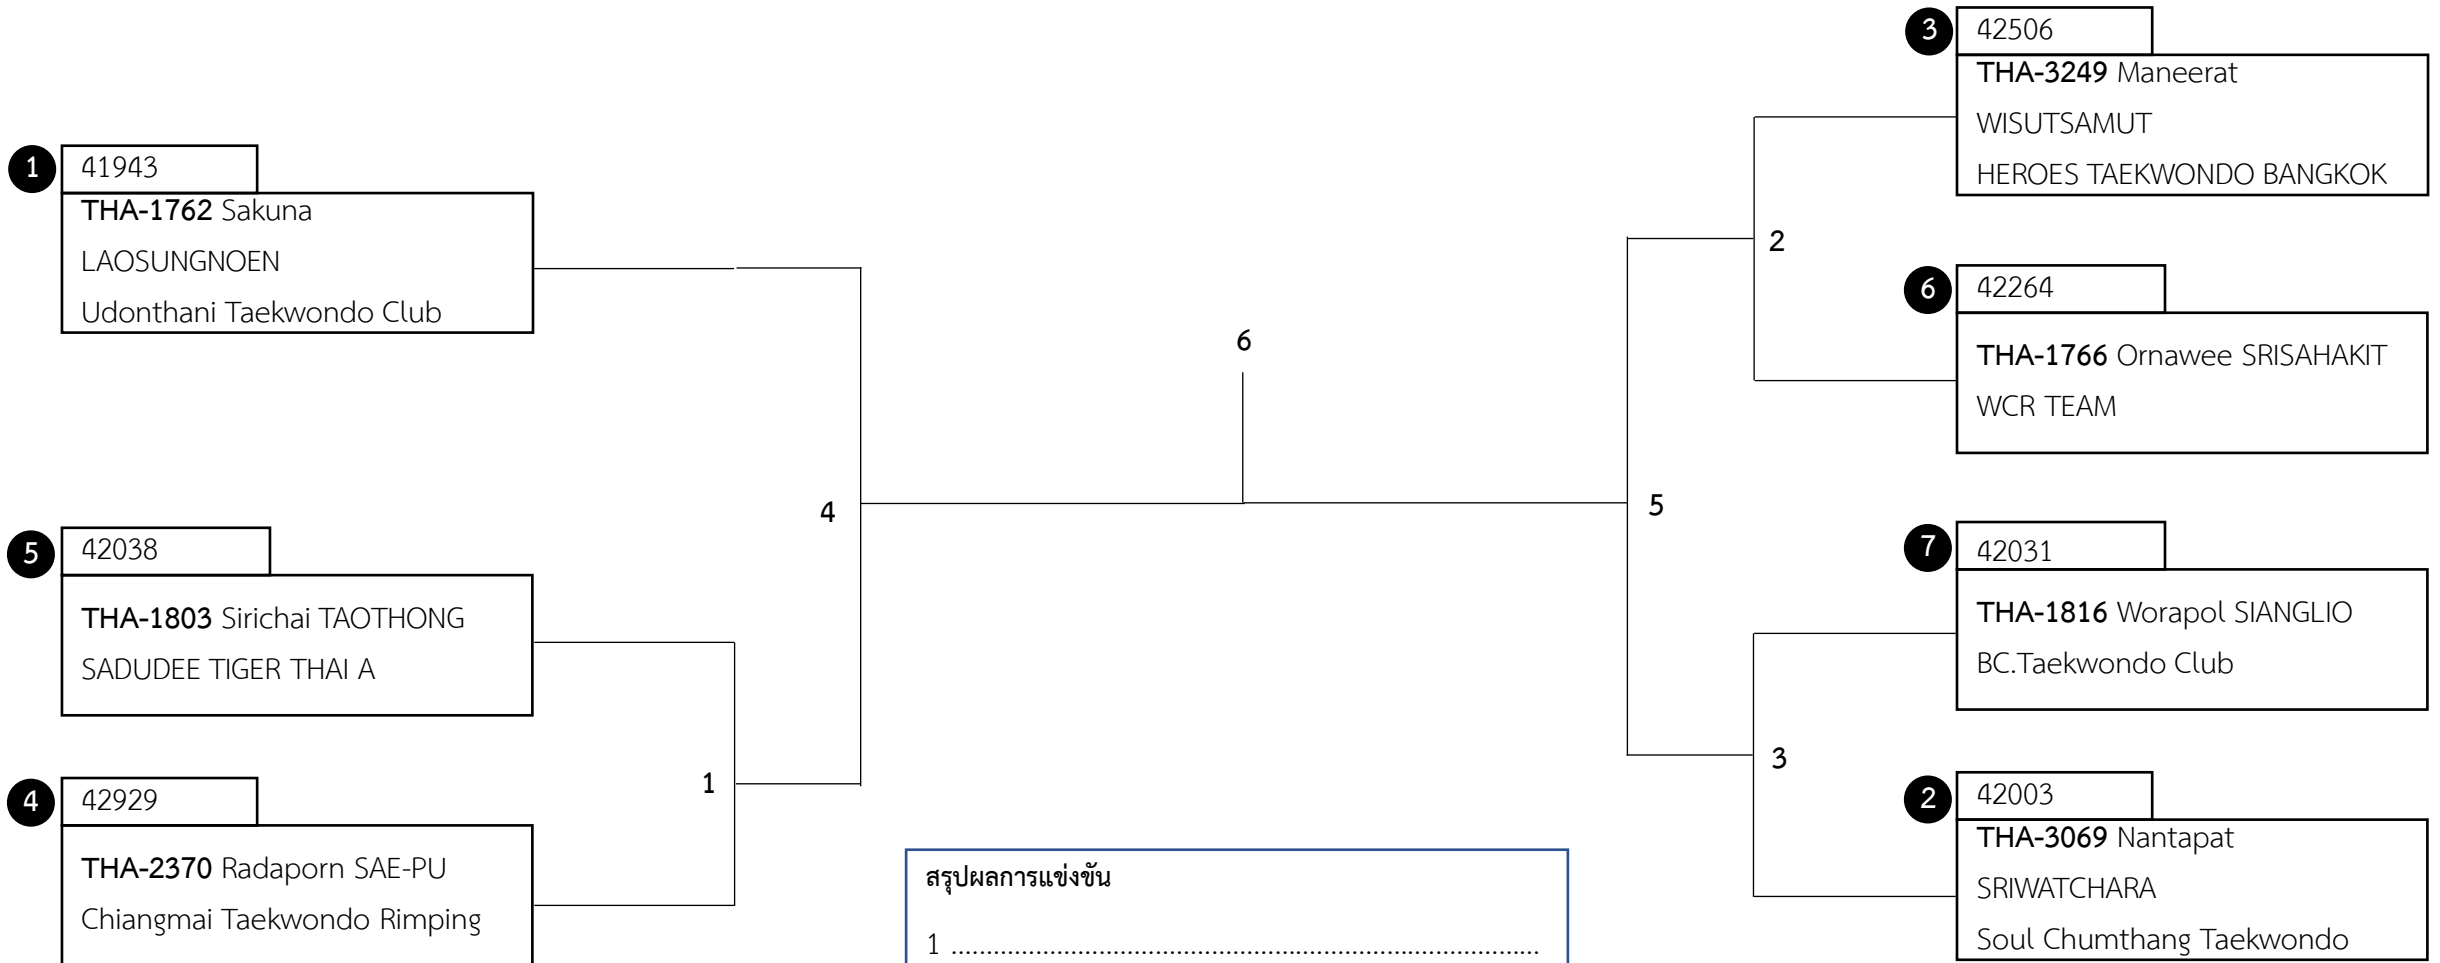 1
41943
THA-1762 Sakuna
LAOSUNGNOEN
Udonthani Taekwondo Club
5
42038
THA-1803 Sirichai TAOTHONG
SADUDEE TIGER THAI A
4
42929
THA-2370 Radaporn SAE-PU
Chiangmai Taekwondo Rimping
1
4
6
5
2
3
3
42506
THA-3249 Maneerat
WISUTSAMUT
HEROES TAEKWONDO BANGKOK
6
42264
THA-1766 Ornawee SRISAHAKIT
WCR TEAM
7
42031
THA-1816 Worapol SIANGLIO
BC.Taekwondo Club
2
42003
THA-3069 Nantapat
SRIWATCHARA
Soul Chumthang Taekwondo
สรุปผลการแข่งขัน
1 ....................................................................................